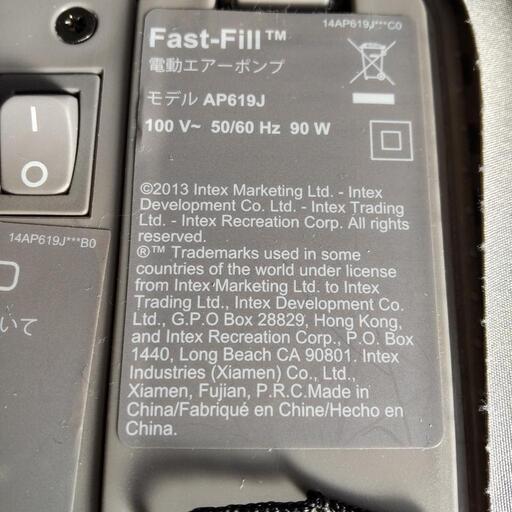 14AP619J***C0
Fast-Fill™
電動エアーポンプ
モデル AP619J
100 V~ 50/60 Hz 90 W
I
O
©2013 Intex Marketing Ltd. - Intex
Development Co. Ltd. - Intex Trading
Ltd. - Intex Recreation Corp. All rights
reserved.
®™ Trademarks used in some
countries of the world under license
from Intex Marketing Ltd. to Intex
Trading Ltd., Intex Development Co.
Ltd., G.P.O Box 28829, Hong Kong,
and Intex Recreation Corp., P.O. Box
1440, Long Beach CA 90801. Intex
Industries (Xiamen) Co., Ltd.,
Xiamen, Fujian, P.R.C.Made in
China/Fabriqué en Chine/Hecho en
China.
14AP619J***B0
いて